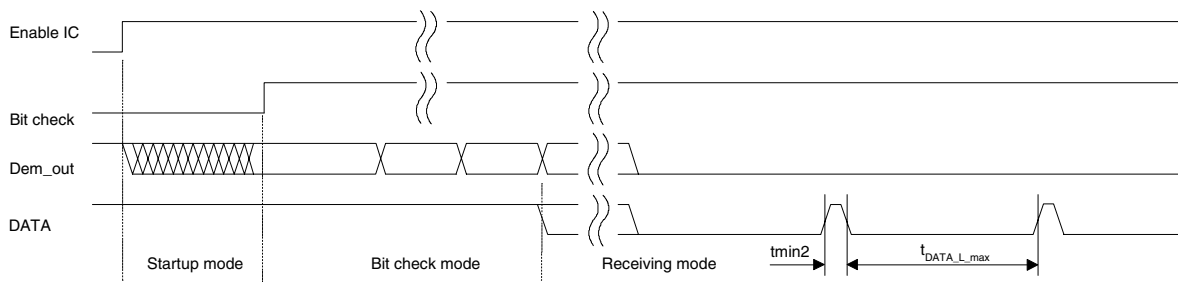 Enable IC
Bit check
Dem_out
DATA
Startup mode
Bit check mode
Receiving mode
tmin2
tDATA_L_max